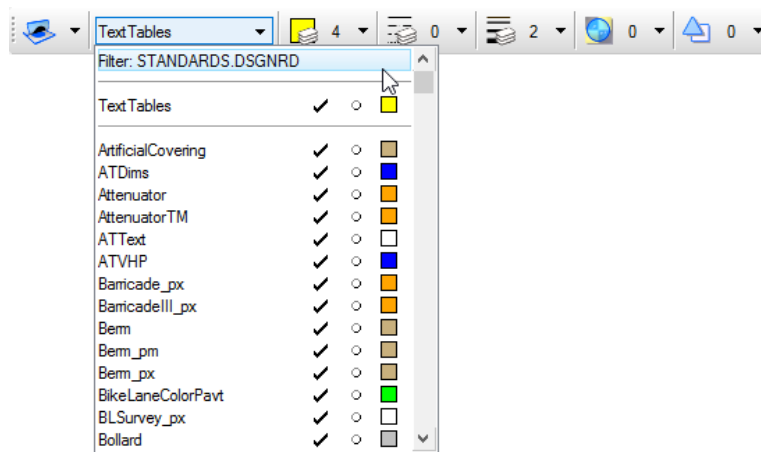 TextTables 4 0 2 0 0
Filter: STANDARDS.DSGNRD
TextTables
ArtificialCovering
ATDims
Attenuator
AttenuatorTM
ATText
ATVHP
Barricade_px
BarricadeIII_px
Berm
Berm_pm
Berm_px
BikeLaneColorPavt
BLSurvey_px
Bollard